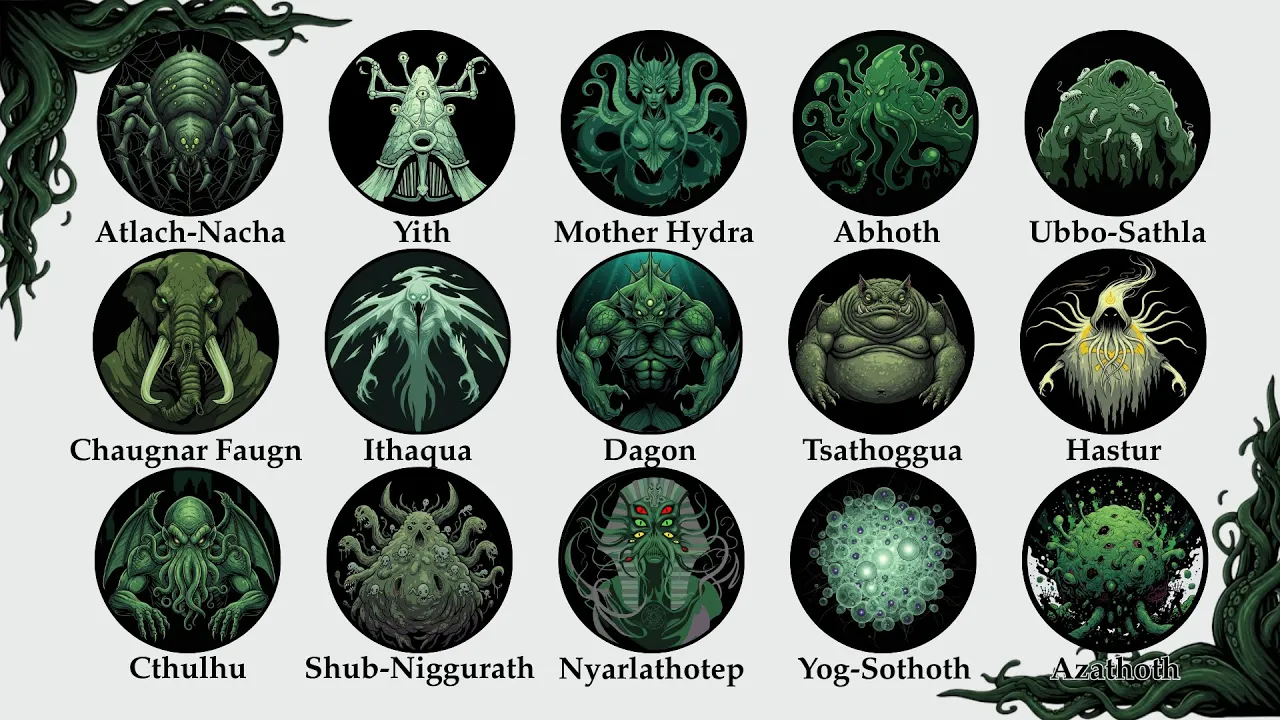 Atlach-Nacha
Yith
Mother Hydra
Abhoth
Ubbo-Sathla
Chaugnar Faugn
Ithaqua
Dagon
Tsathoggua
Hastur
Cthulhu
Shub-Niggurath
Nyarlathotep
Yog-Sothoth
Azathoth